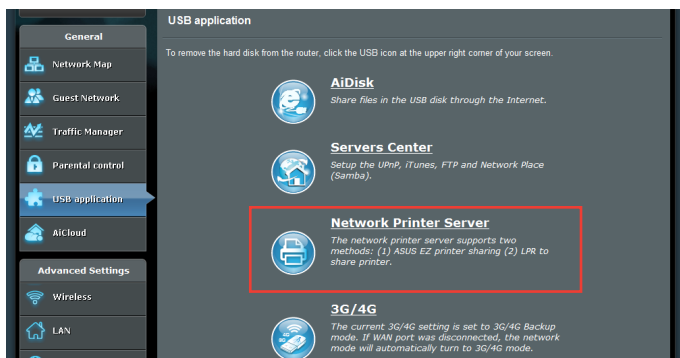 USB application
General
To remove the hard disk from the router, click the USB icon at the upper right corner of your screen.
Network Map
Guest Network
Traffic Manager
Parental control
USB application
AiCloud
Advanced Settings
Wireless
LAN
AiDisk
Share files in the USB disk through the Internet.
Servers Center
Setup the UPnP, iTunes, FTP and Network Place
(Samba).
Network Printer Server
The network printer server supports two
methods: (1) ASUS EZ printer sharing (2) LPR to
share printer.
3G/4G
The current 3G/4G setting is set to 3G/4G Backup
mode. If WAN port was disconnected, the network
mode will automatically turn to 3G/4G mode.